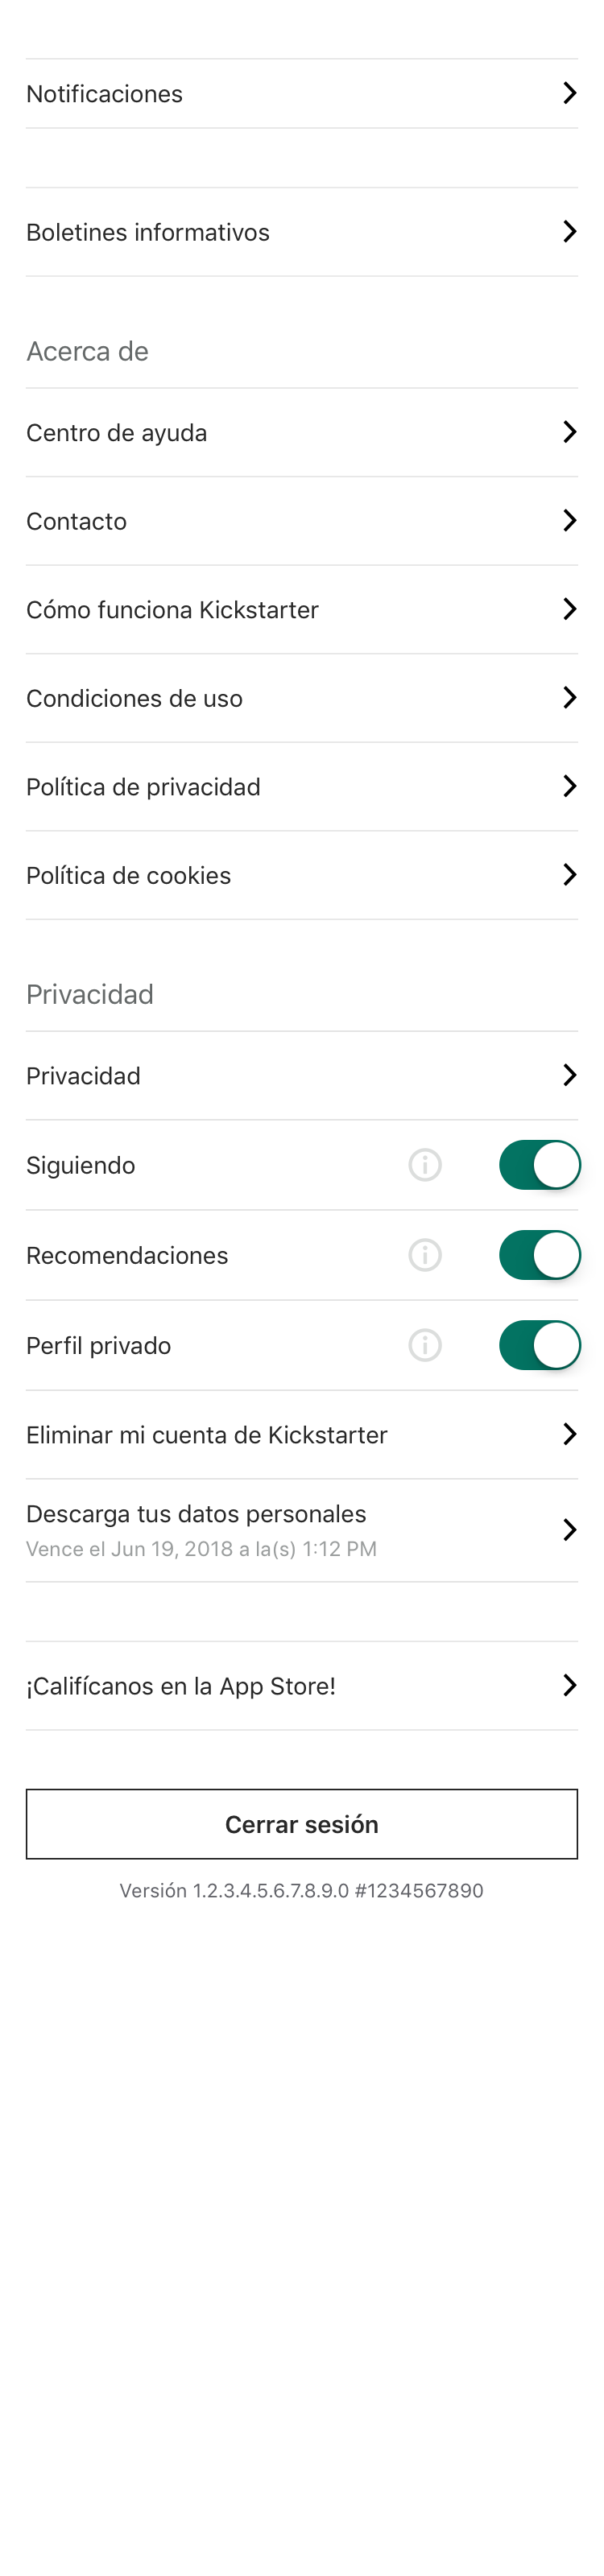 Notificaciones
Boletines informativos
Acerca de
Centro de ayuda
Contacto
Cómo funciona Kickstarter
Condiciones de uso
Política de privacidad
Política de cookies
Privacidad
Privacidad
Siguiendo
Recomendaciones
Perfil privado
Eliminar mi cuenta de Kickstarter
Descarga tus datos personales
Vence el Jun 19, 2018 a la(s) 1:12 PM
¡Califícanos en la App Store!
Cerrar sesión
Versión 1.2.3.4.5.6.7.8.9.0 #1234567890